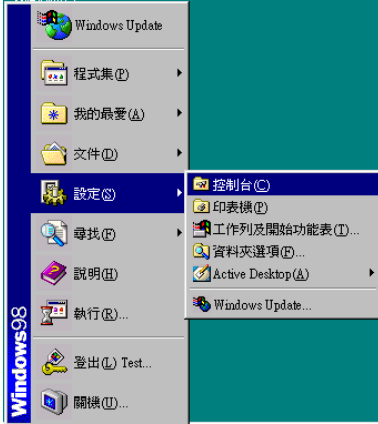 Windows Update
程式集(P)
我的最愛(A)
文件(D)
設定(S)
尋找(F)
說明(H)
執行(R)...
登出(L) Test...
關機(U)...
Windows98
控制台(C)
印表機(P)
工作列及開始功能表(T)...
資料夾選項(F)...
Active Desktop(A)
Windows Update...